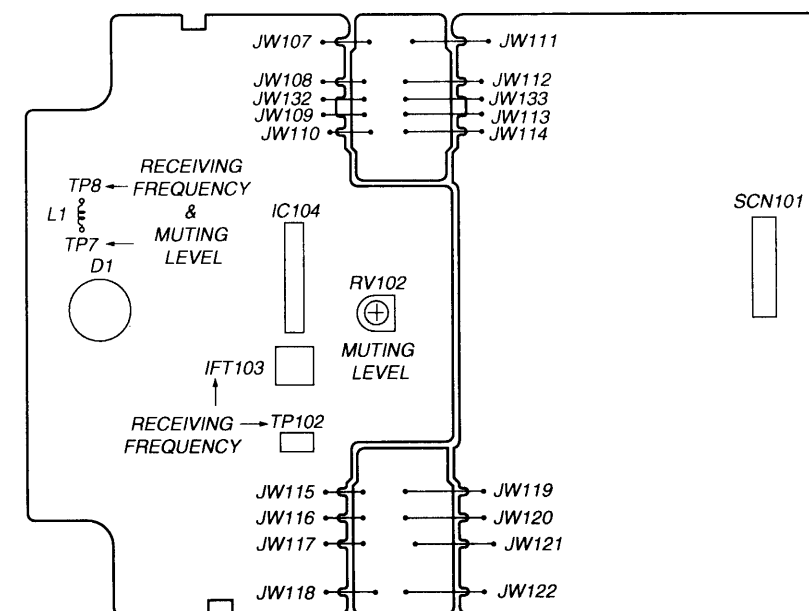 JW107
JW111
JW108
JW112
JW132
JW133
JW109
JW113
JW110
JW114
RECEIVING
FREQUENCY
&
MUTING
LEVEL
TP8
L1
TP7
D1
IC104
SCN101
RV102
MUTING
LEVEL
IFT103
RECEIVING
FREQUENCY
TP102
JW115
JW119
JW116
JW120
JW117
JW121
JW118
JW122